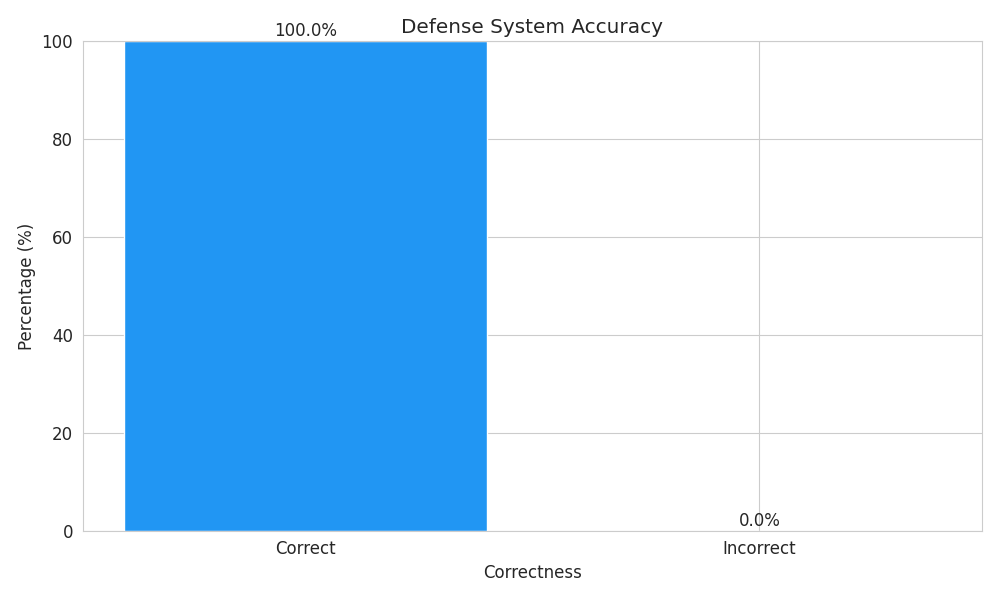 Defense System Accuracy
100.0%
0.0%
100
80
60
40
20
0
Percentage (%)
Correct
Incorrect
Correctness